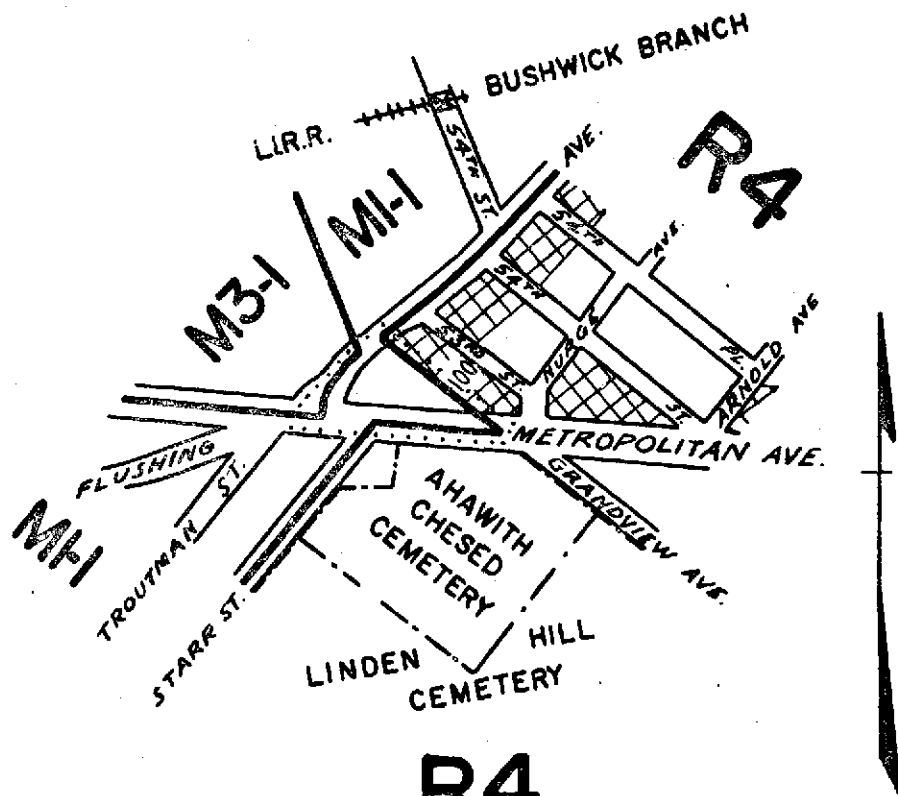 BUSHWICK BRANCH
L.I.R.R.
54TH ST.
AVE.
R4
M1-1
M3-1
54TH
AVE.
54TH
53RD
ST.
100
PL.
ARNOLD AVE
ST.
METROPOLITAN AVE.
FLUSHING
TROUTMAN ST.
M1-1
STARR ST.
GRANDVIEW AVE.
AHAWITH
CHESED
CEMETERY
LINDEN HILL
CEMETERY
R4